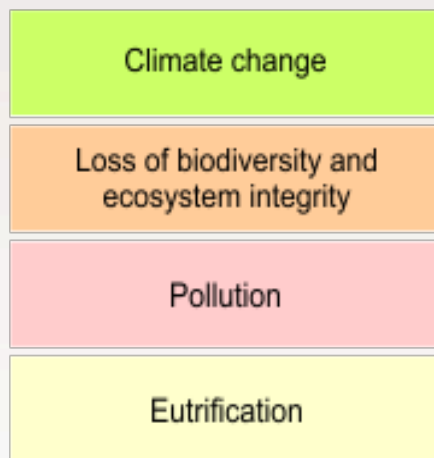 Climate change
Loss of biodiversity and
ecosystem integrity
Pollution
Eutrification